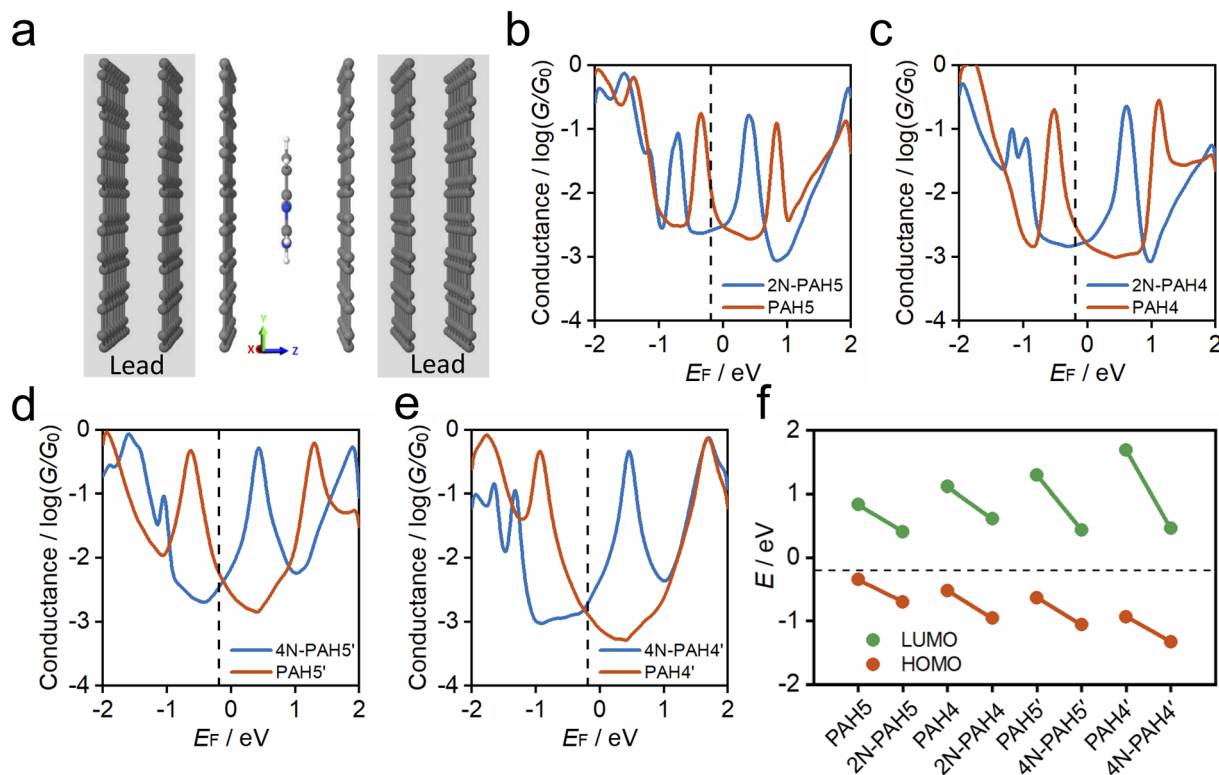 a
Lead
Y
X
Z
Lead
b
Conductance / log(G/G₀)
0
-1
-2
-3
-4
2N-PAH5
PAH5
-2 -1 0 1 2
EF / eV
c
Conductance / log(G/G₀)
0
-1
-2
-3
-4
2N-PAH4
PAH4
-2 -1 0 1 2
EF / eV
d
Conductance / log(G/G₀)
0
-1
-2
-3
-4
4N-PAH5'
PAH5'
-2 -1 0 1 2
EF / eV
e
Conductance / log(G/G₀)
0
-1
-2
-3
-4
4N-PAH4'
PAH4'
-2 -1 0 1 2
EF / eV
f
E / eV
2
1
0
-1
-2
LUMO
HOMO
PAH5
2N-PAH5
PAH4
2N-PAH4
PAH5'
4N-PAH5'
PAH4'
4N-PAH4'